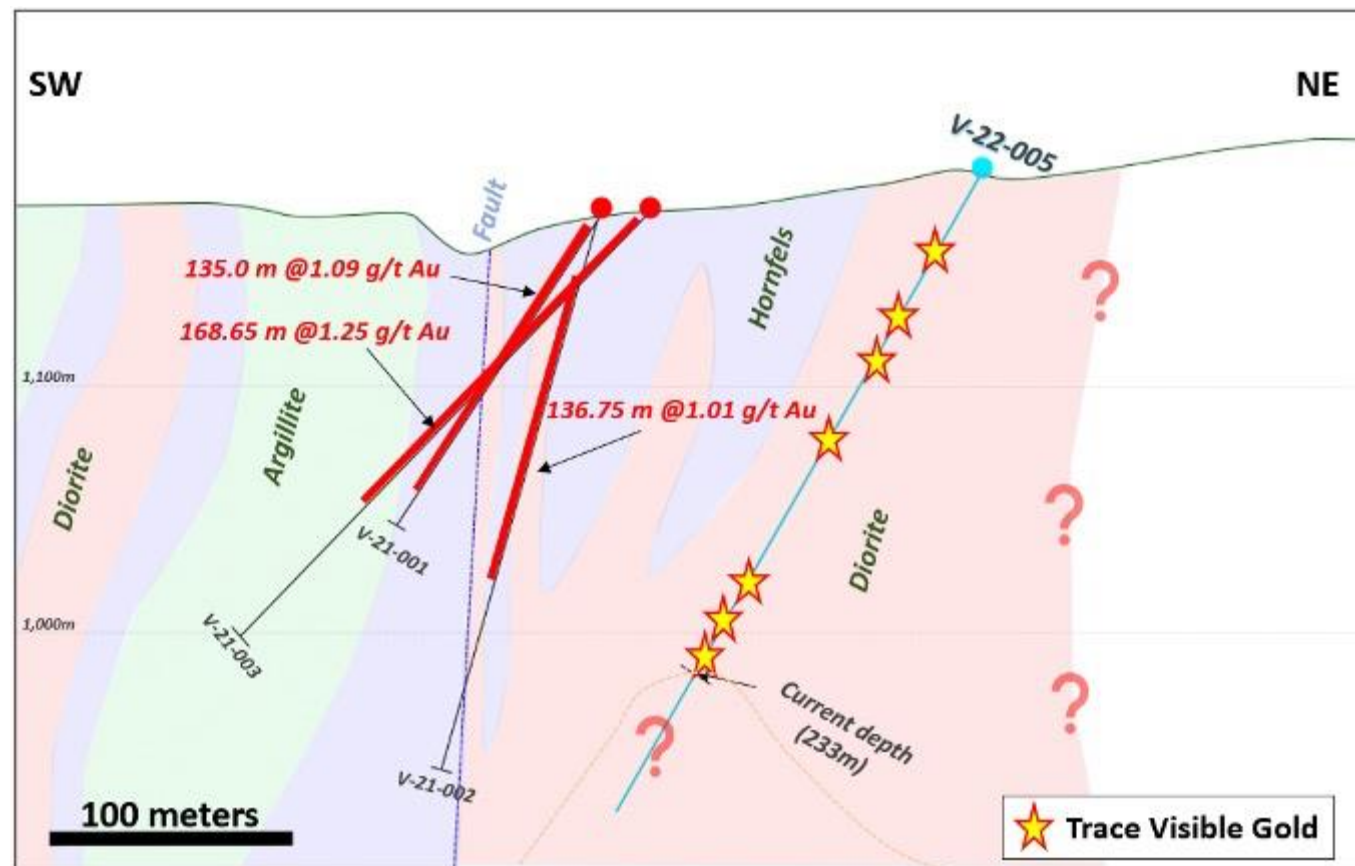 SW
NE
V-22-005
Fault
135.0 m @1.09 g/t Au
Hornfels
?
168.65 m @1.25 g/t Au
1,100m
136.75 m @1.01 g/t Au
Argillite
Diorite
V-21-001
Diorite
?
1,000m
V-21-003
Current depth
(233m)
?
?
V-21-002
100 meters
Trace Visible Gold